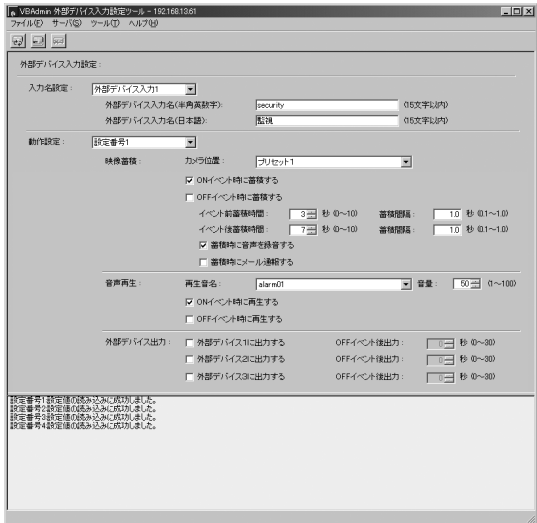 VBAdmin 外部デバイス入力設定ツール - 192.168.13.61
ファイル(F) サーバ(S) ツール(T) ヘルプ(H)
外部デバイス入力設定：
入力名設定： 外部デバイス入力1
外部デバイス入力名(半角英数字)： security (15文字以内)
外部デバイス入力名(日本語)： 監視 (15文字以内)
動作設定： 設定番号1
映像蓄積： カメラ位置： プリセット1
ONイベント時に蓄積する
OFFイベント時に蓄積する
イベント前蓄積時間： 3 秒 (0～10) 蓄積間隔： 1.0 秒 (0.1～1.0)
イベント後蓄積時間： 7 秒 (0～10) 蓄積間隔： 1.0 秒 (0.1～1.0)
蓄積時に音声を録音する
蓄積時にメール通報する
音声再生： 再生音名： alarm01 音量： 50 (1～100)
ONイベント時に再生する
OFFイベント時に再生する
外部デバイス出力： 外部デバイス1に出力する OFFイベント後出力： 0 秒 (0～30)
外部デバイス2に出力する OFFイベント後出力： 0 秒 (0～30)
外部デバイス3に出力する OFFイベント後出力： 0 秒 (0～30)
設定番号1設定値の読み込みに成功しました。
設定番号2設定値の読み込みに成功しました。
設定番号3設定値の読み込みに成功しました。
設定番号4設定値の読み込みに成功しました。